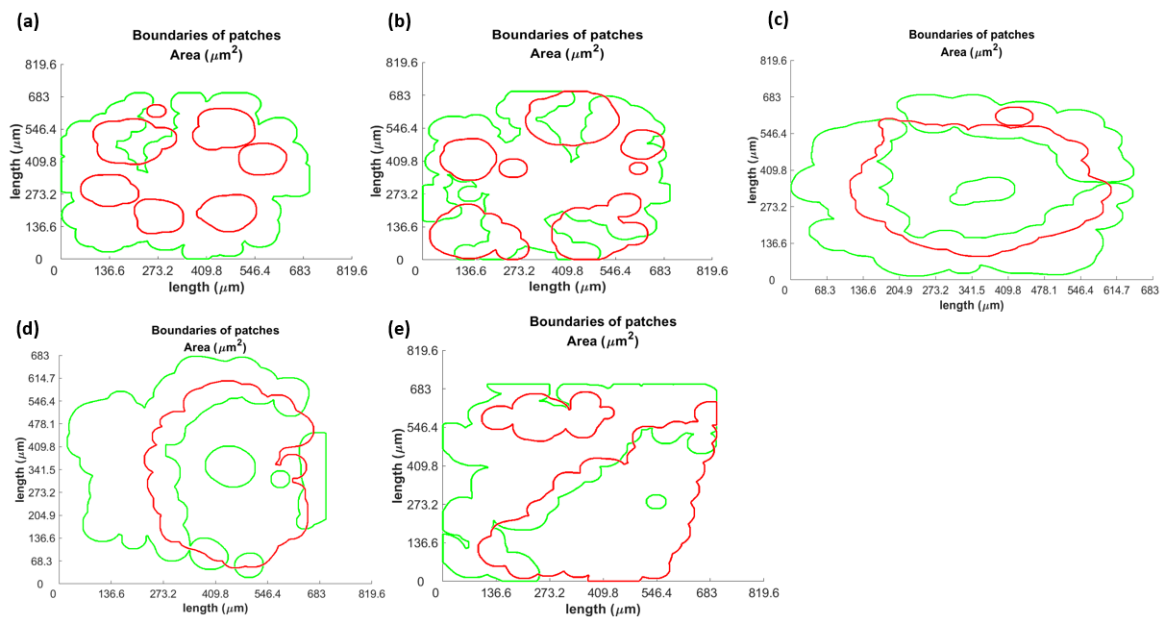 (a)
Boundaries of patches
Area (μm²)
819.6
683
546.4
409.8
273.2
136.6
0
length (μm)
0 136.6 273.2 409.8 546.4 683 819.6
length (μm)
(b)
Boundaries of patches
Area (μm²)
819.6
683
546.4
409.8
273.2
136.6
0
length (μm)
0 136.6 273.2 409.8 546.4 683 819.6
length (μm)
(c)
Boundaries of patches
Area (μm²)
819.6
683
546.4
409.8
273.2
136.6
0
length (μm)
0 68.3 136.6 204.9 273.2 341.5 409.8 478.1 546.4 614.7 683
length (μm)
(d)
Boundaries of patches
Area (μm²)
683
614.7
546.4
478.1
409.8
341.5
273.2
204.9
136.6
68.3
0
length (μm)
0 136.6 273.2 409.8 546.4 683 819.6
length (μm)
(e)
Boundaries of patches
Area (μm²)
819.6
683
546.4
409.8
273.2
136.6
0
length (μm)
0 136.6 273.2 409.8 546.4 683 819.6
length (μm)